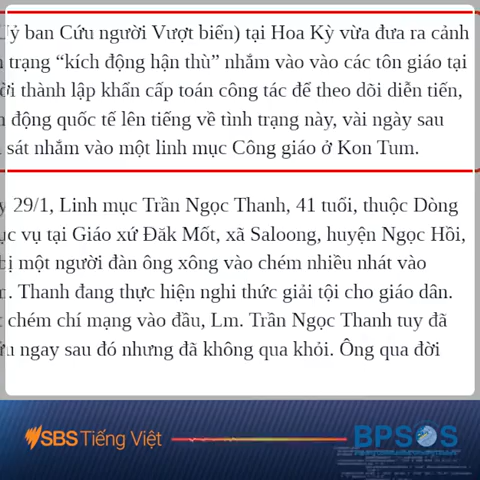 Uỷ ban Cứu người Vượt biển) tại Hoa Kỳ vừa đưa ra cảnh
trạng “kích động hận thù” nhắm vào vào các tôn giáo tại
thành lập khẩn cấp toán công tác để theo dõi diễn tiến,
động quốc tế lên tiếng về tình trạng này, vài ngày sau
sát nhắm vào một linh mục Công giáo ở Kon Tum.
29/1, Linh mục Trần Ngọc Thanh, 41 tuổi, thuộc Dòng
vụ tại Giáo xứ Đăk Mốt, xã Saloong, huyện Ngọc Hồi,
bị một người đàn ông xông vào chém nhiều nhát vào
Thanh đang thực hiện nghi thức giải tội cho giáo dân.
chém chí mạng vào đầu, Lm. Trần Ngọc Thanh tuy đã
ngay sau đó nhưng đã không qua khỏi. Ông qua đời
SBS Tiếng Việt
BPSOS